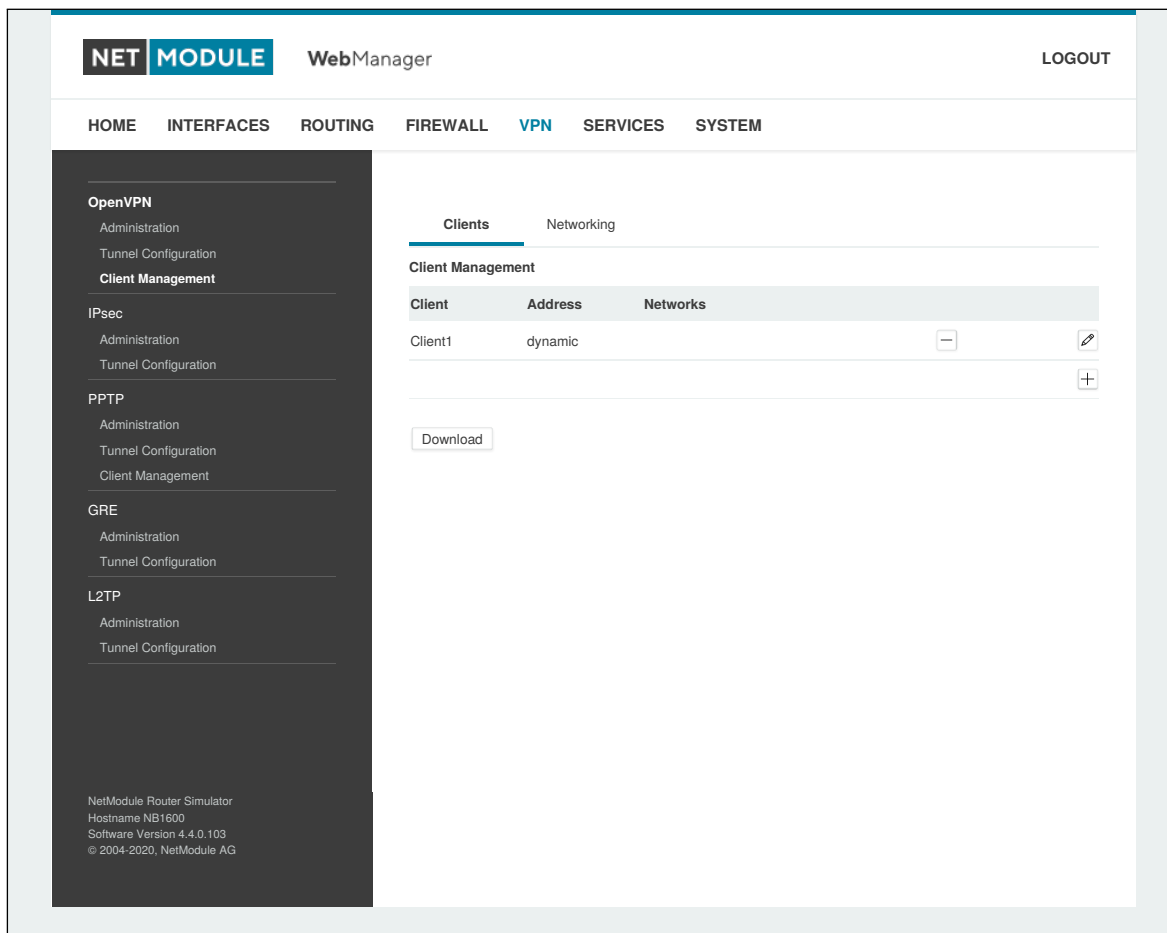 NET MODULE WebManager LOGOUT
HOME INTERFACES ROUTING FIREWALL VPN SERVICES SYSTEM
OpenVPN
Administration
Tunnel Configuration
Client Management
IPsec
Administration
Tunnel Configuration
PPTP
Administration
Tunnel Configuration
Client Management
GRE
Administration
Tunnel Configuration
L2TP
Administration
Tunnel Configuration
NetModule Router Simulator
Hostname NB1600
Software Version 4.4.0.103
© 2004-2020, NetModule AG
Clients Networking
Client Management
Client Address Networks
Client1 dynamic
Download